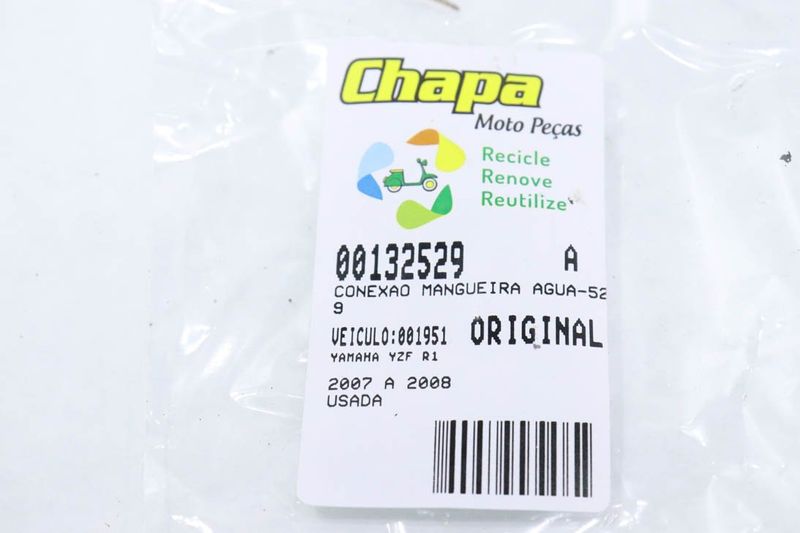 Chapa
Moto Peças
Recicle
Renove
Reutilize
00132529 A
CONEXAO MANGUEIRA AGUA-52
9
VEICULO:001951 ORIGINAL
YAMAHA YZF R1
2007 A 2008
USADA